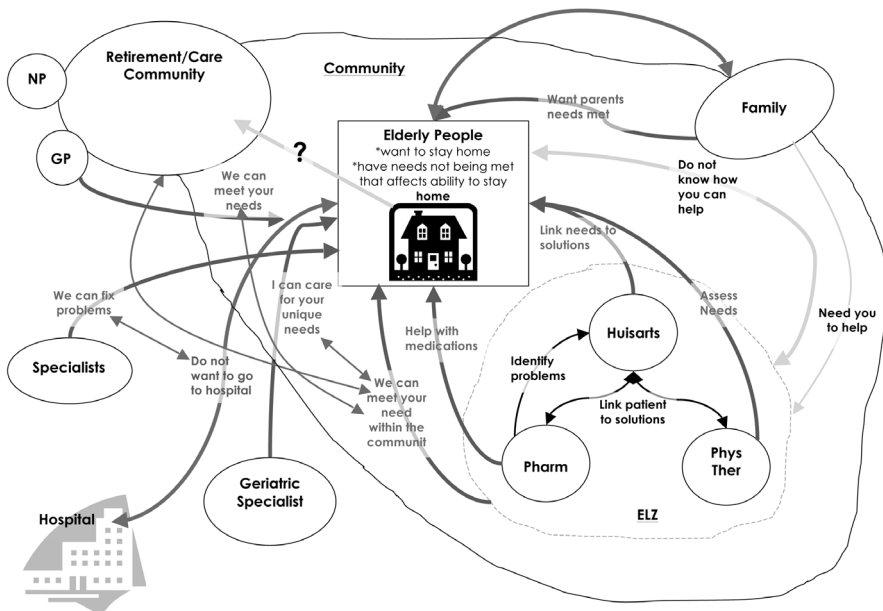 Retirement/Care
Community
NP
GP
Community
Family
Want parents
needs met
Elderly People
*want to stay home
*have needs not being met
that affects ability to stay
home
?
We can
meet your
needs
Do not
know how
you can
help
Link needs to
solutions
We can fix
problems
I can care
for your
unique
needs
Assess
Needs
Need you
to help
Help with
medications
Huisarts
Identify
problems
Specialists
Do not
want to go
to hospital
We can
meet your
need
within the
communit
Link patient
to solutions
Pharm
Phys
Ther
Geriatric
Specialist
Hospital
ELZ